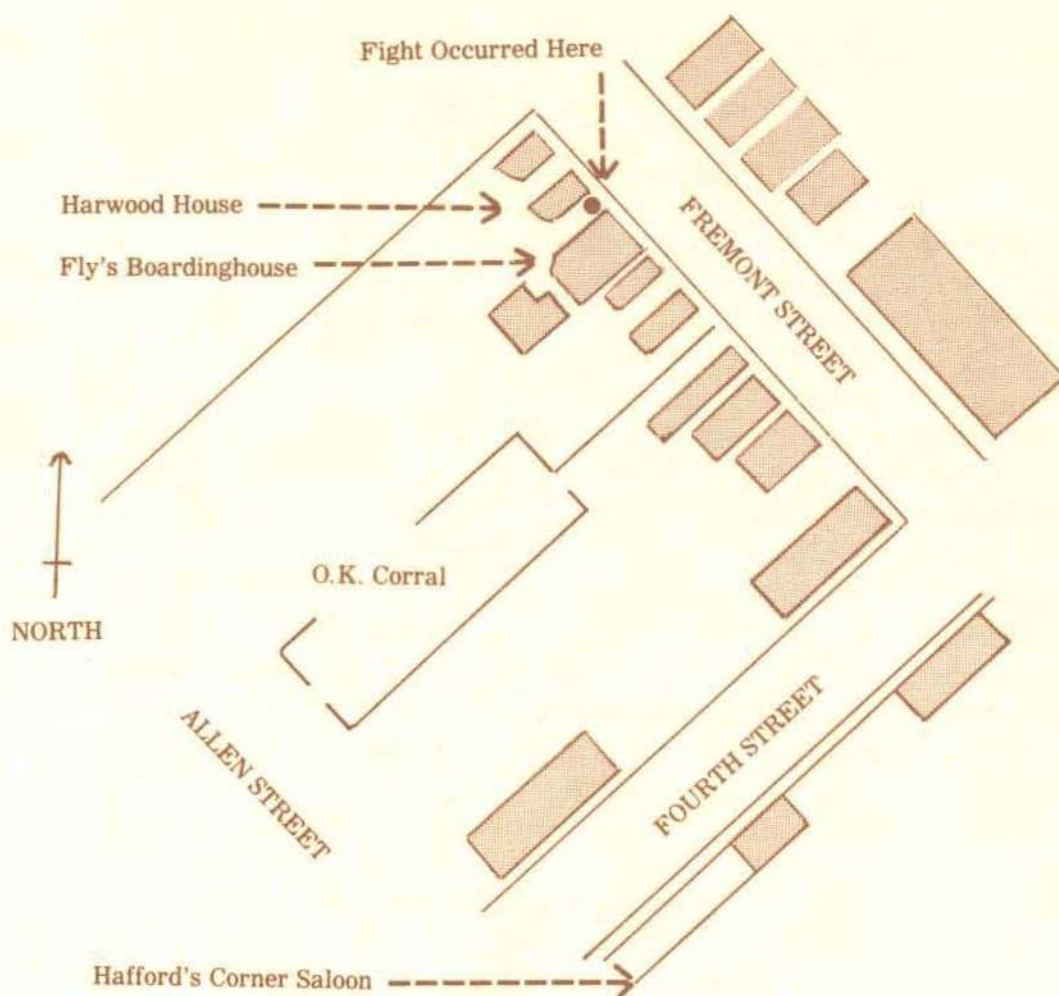 Fight Occurred Here
Harwood House
Fly's Boardinghouse
FREMONT STREET
O.K. Corral
NORTH
ALLEN STREET
FOURTH STREET
Hafford's Corner Saloon